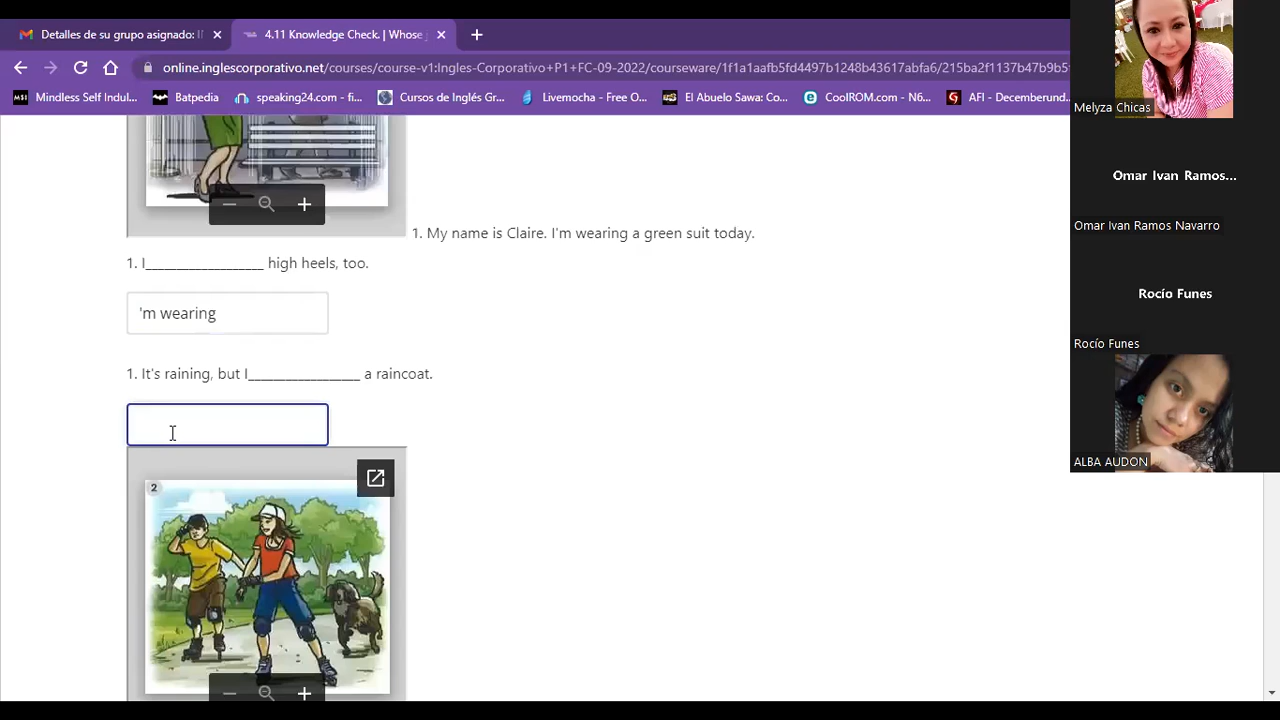 Detalles de su grupo asignado: I
4.11 Knowledge Check. | Whose
online.inglescorporativo.net/courses/course-v1:Ingles-Corporativo+P1+FC-09-2022/courseware/1f1a1aafb5fd4497b1248b43617abfa6/215ba2f1137b47b9b5
MSI
Mindless Self Indul...
Batpedia
speaking24.com - fi...
Cursos de Inglés Gr...
Livemocha - Free O...
El Abuelo Sawa: Co...
CoolROM.com - N6...
AFI - Decemberund...
Melyza Chicas
Omar Ivan Ramos...
Omar Ivan Ramos Navarro
Rocío Funes
Rocío Funes
ALBA AUDON
1. My name is Claire. I'm wearing a green suit today.
1. I__________________ high heels, too.
'm wearing
1. It's raining, but I_________________ a raincoat.
2